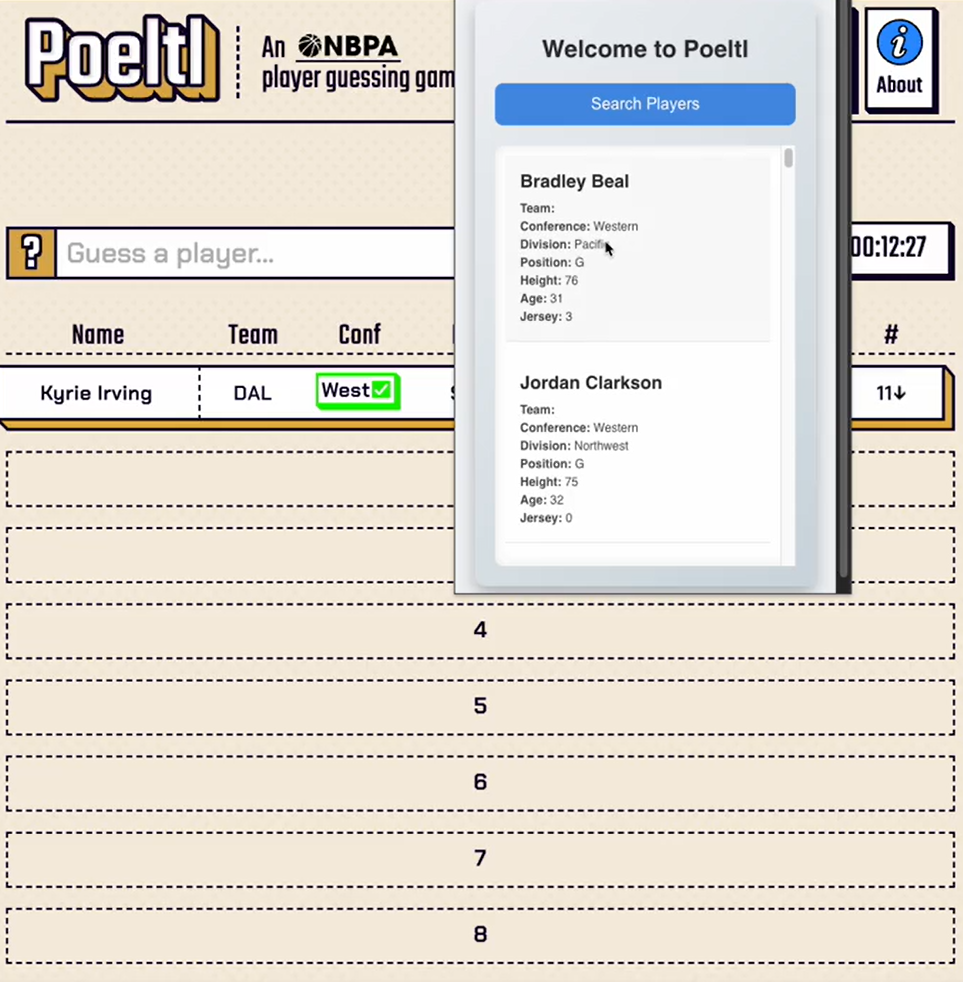 Poeltl
An NBPA
player guessing gam
About
Welcome to Poeltl
Search Players
Bradley Beal
Team:
Conference: Western
Division: Pacific
Position: G
Height: 76
Age: 31
Jersey: 3
Jordan Clarkson
Team:
Conference: Western
Division: Northwest
Position: G
Height: 75
Age: 32
Jersey: 0
? Guess a player...
00:12:27
Name Team Conf #
Kyrie Irving DAL West✅ 11↓
4
5
6
7
8